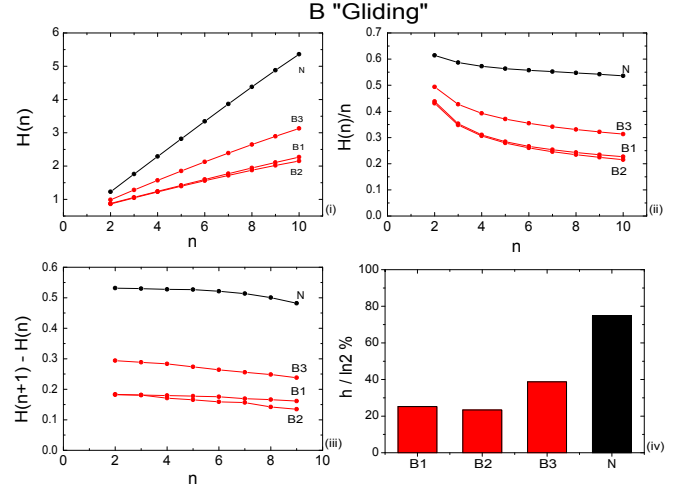 B "Gliding"
H(n)
6
5
4
3
2
1
0 2 4 6 8 10
n
N
B3
B1
B2
(i)
H(n)/n
0.7
0.6
0.5
0.4
0.3
0.2
0.1
0.0
0 2 4 6 8 10
n
N
B3
B1
B2
(ii)
H(n+1) - H(n)
0.6
0.5
0.4
0.3
0.2
0.1
0.0
0 2 4 6 8 10
n
N
B3
B1
B2
(iii)
h / ln2 %
100
80
60
40
20
0
B1 B2 B3 N
(iv)